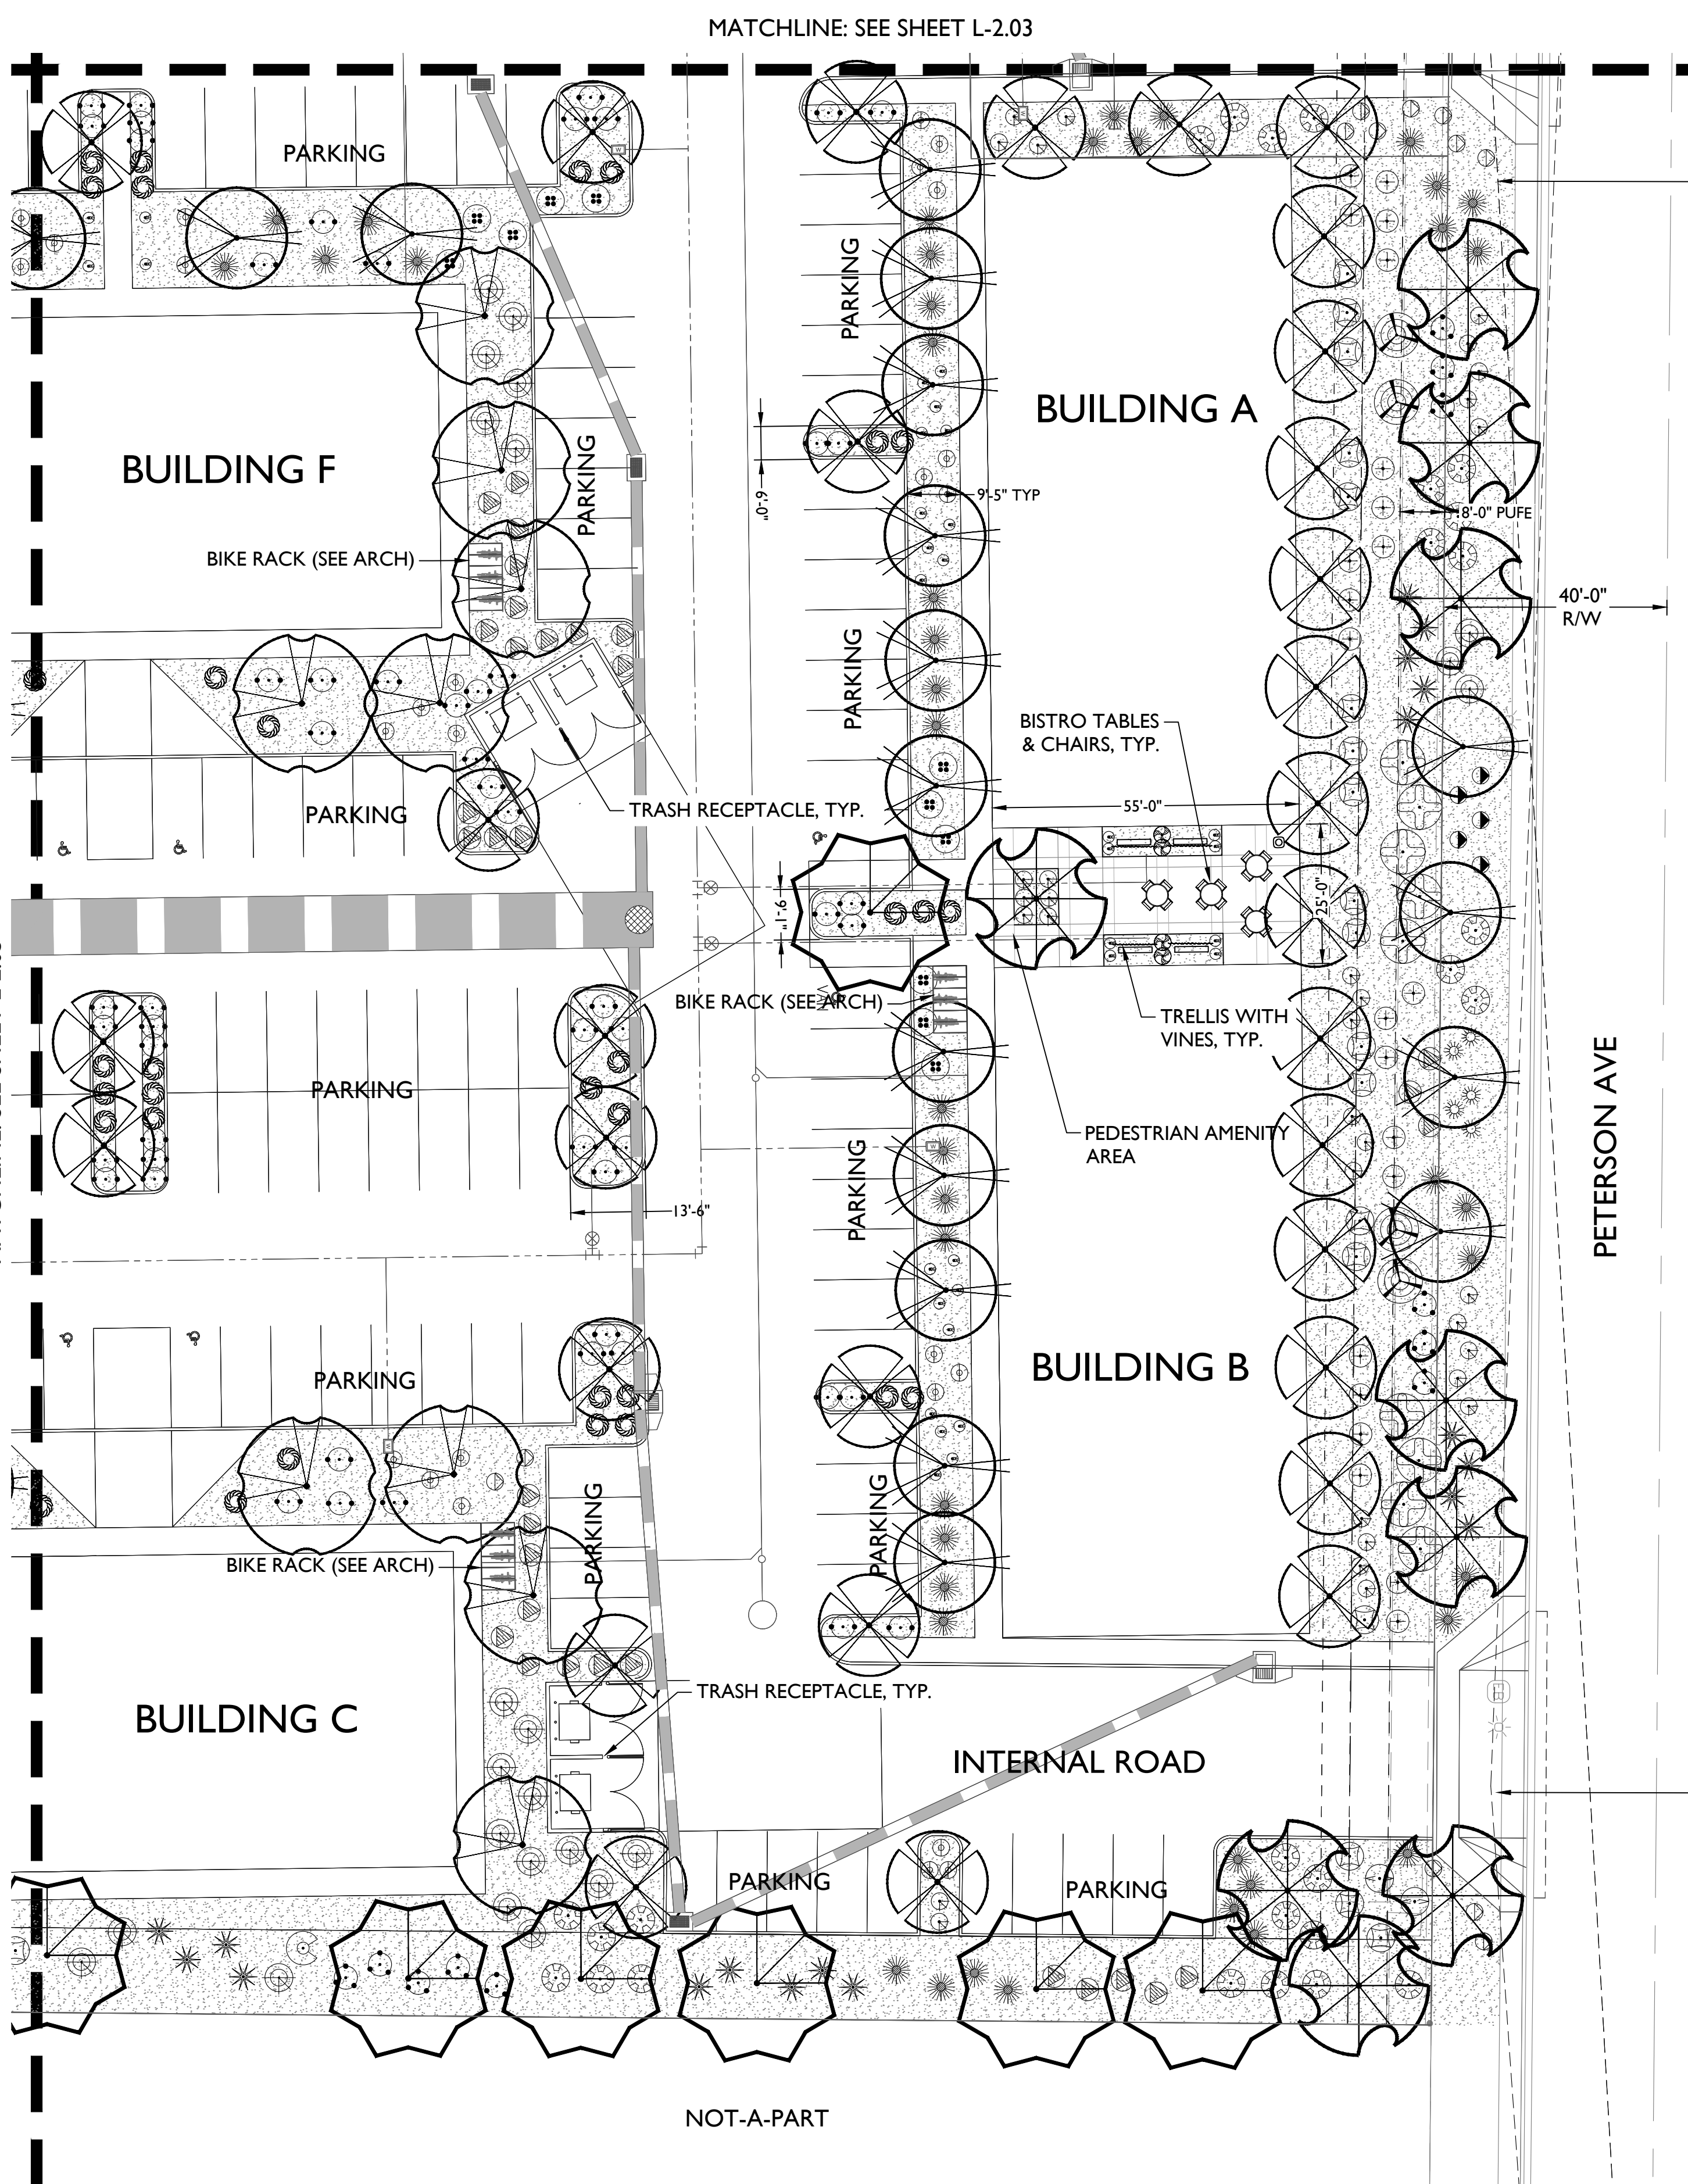 MATCHLINE: SEE SHEET L-2.03
PARKING
PARKING
BUILDING A
BUILDING F
PARKING
6'-0"
9'-5" TYP
8'-0" PUFE
BIKE RACK (SEE ARCH)
40'-0"
R/W
PARKING
BISTRO TABLES
& CHAIRS, TYP.
PARKING
TRASH RECEPTACLE, TYP.
55'-0"
25'-0"
BIKE RACK (SEE ARCH)
TRELLIS WITH
VINES, TYP.
PARKING
PEDESTRIAN AMENITY
AREA
PETERSON AVE
PARKING
13'-6"
BUILDING B
PARKING
PARKING
PARKING
BIKE RACK (SEE ARCH)
TRASH RECEPTACLE, TYP.
BUILDING C
INTERNAL ROAD
PARKING
PARKING
NOT-A-PART